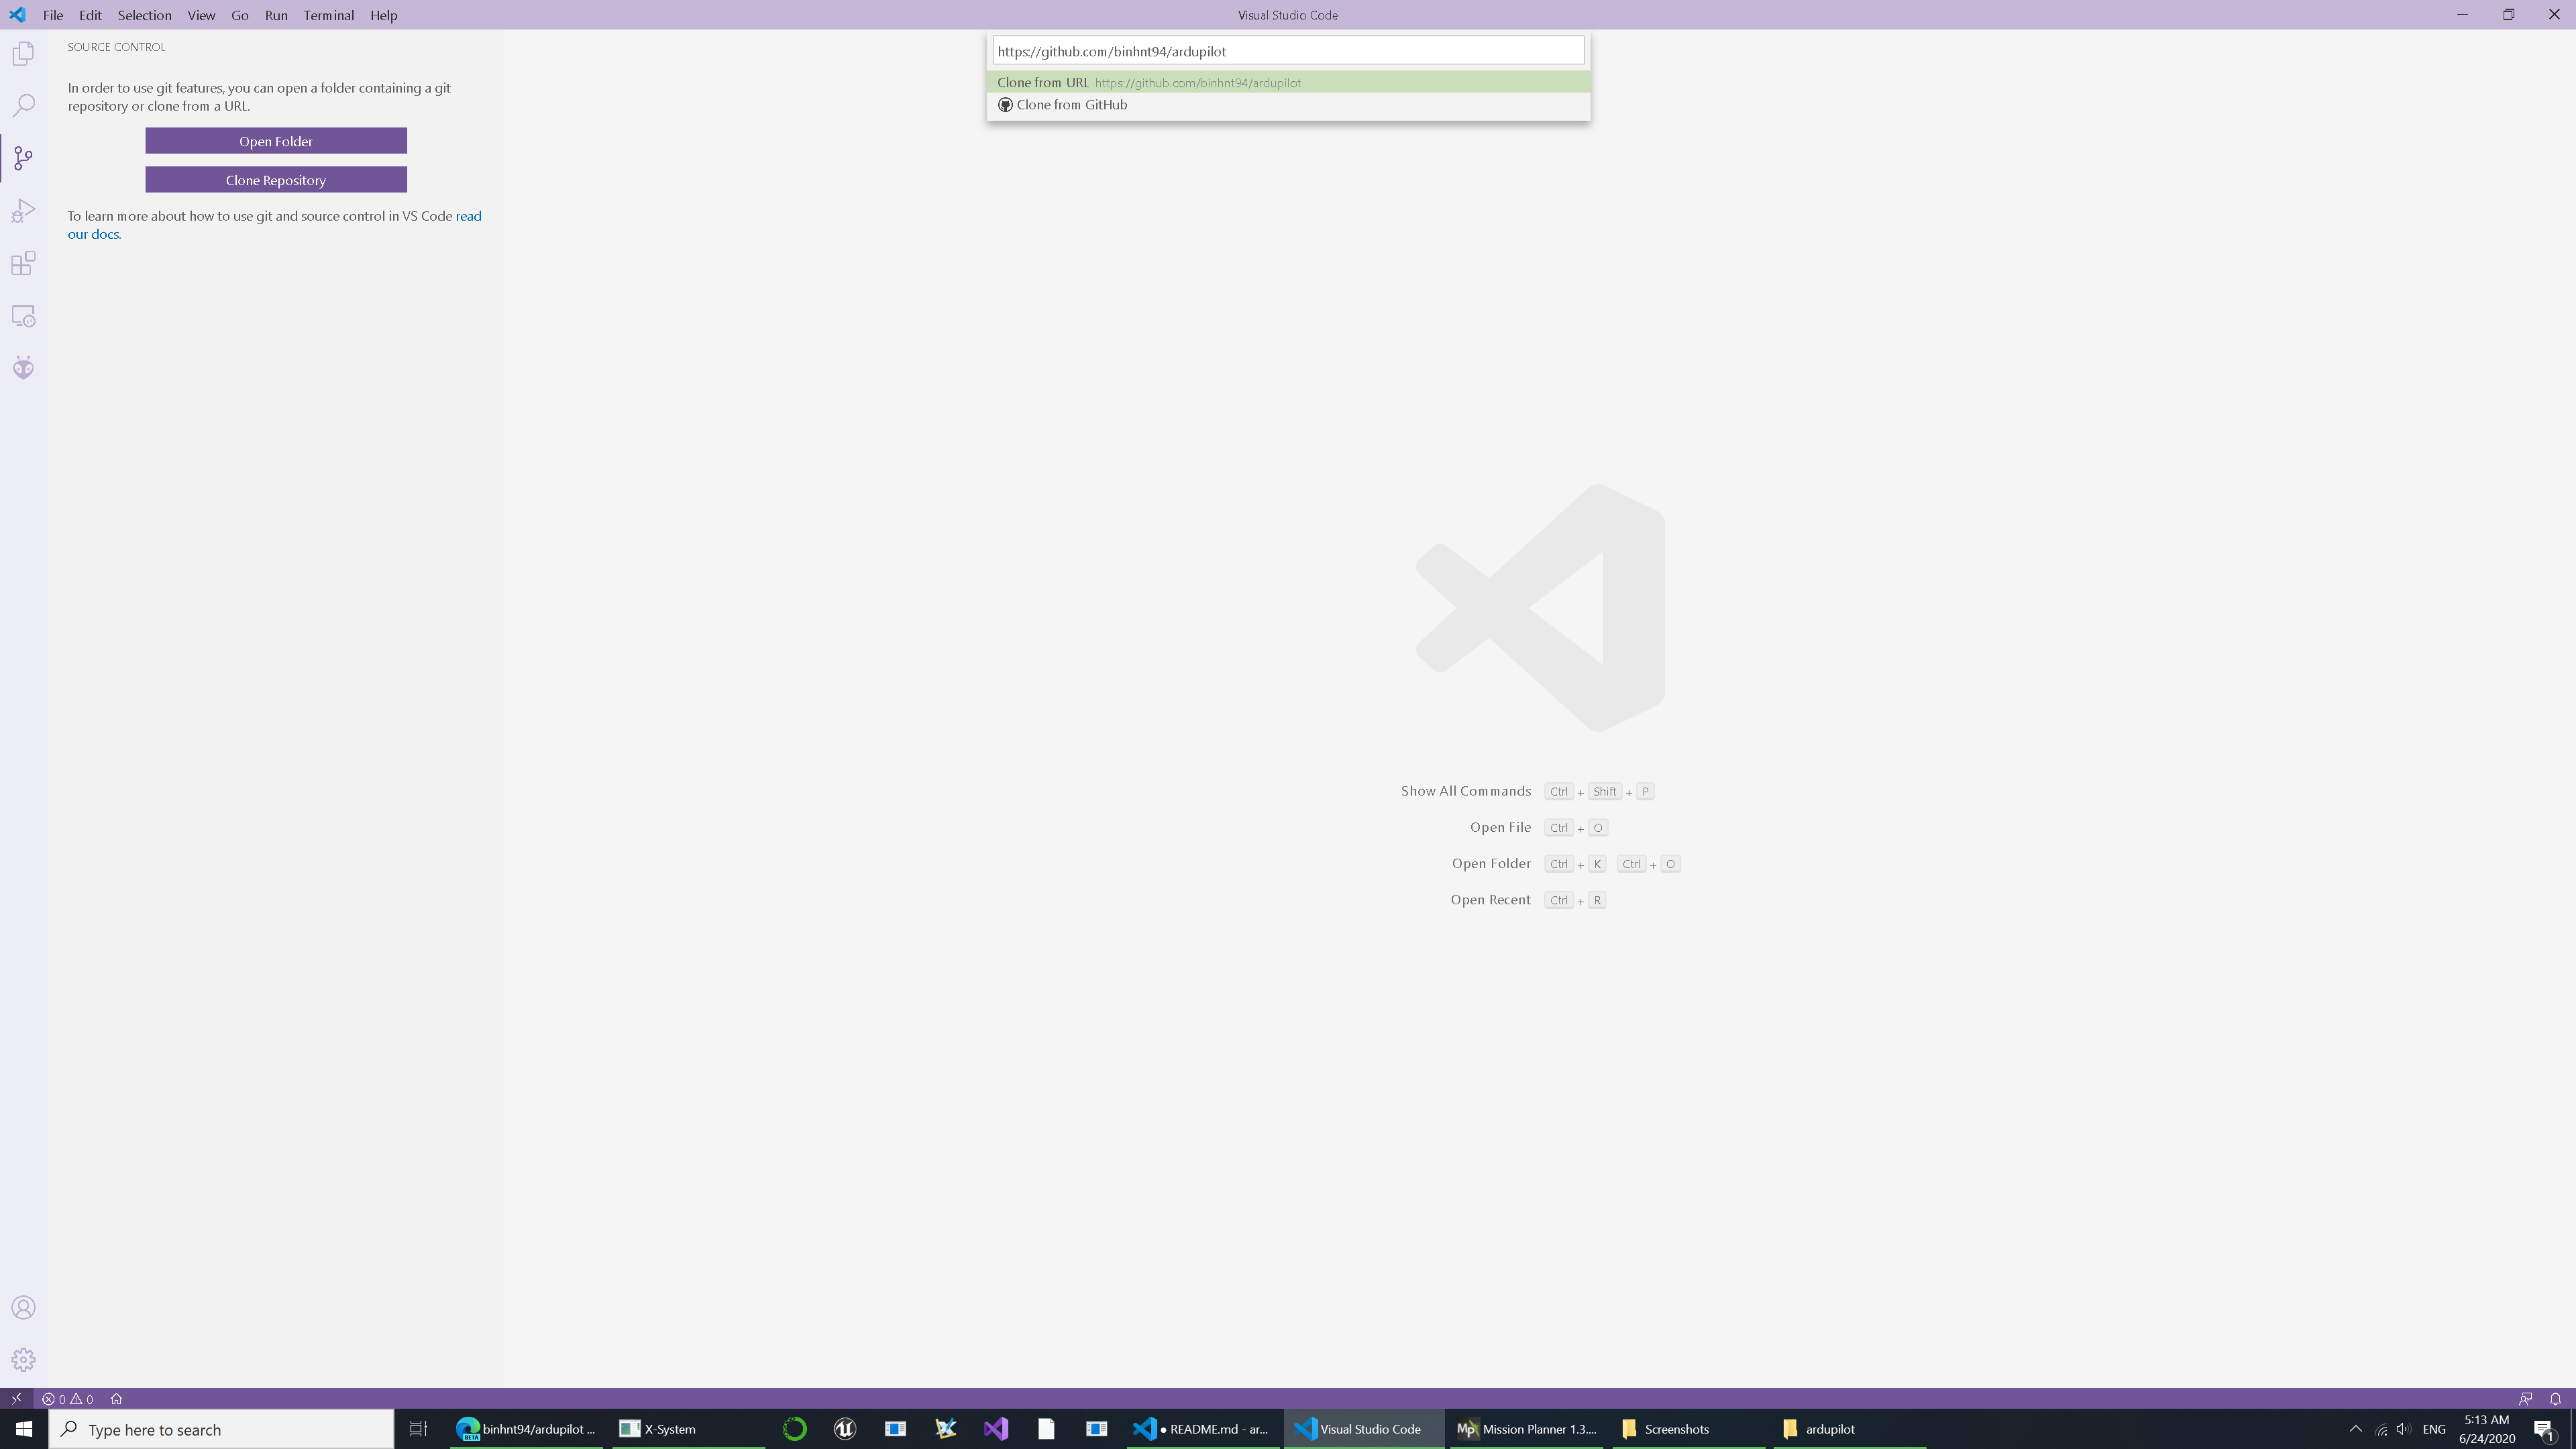 File Edit Selection View Go Run Terminal Help
Visual Studio Code
SOURCE CONTROL
In order to use git features, you can open a folder containing a git
repository or clone from a URL.
Open Folder
Clone Repository
To learn more about how to use git and source control in VS Code read
our docs.
https://github.com/binhnt94/ardupilot
Clone from URL https://github.com/binhnt94/ardupilot
Clone from GitHub
Show All Commands Ctrl + Shift + P
Open File Ctrl + O
Open Folder Ctrl + K Ctrl + O
Open Recent Ctrl + R
0 0
Type here to search
BETA
binhnt94/ardupilot ...
X-System
● README.md - ar...
Visual Studio Code
Mp
Mission Planner 1.3....
Screenshots
ardupilot
ENG
5:13 AM
6/24/2020
1